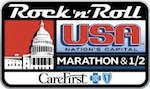 Rock 'n' Roll
USA
NATION'S CAPITAL
MARATHON & 1/2
CareFirst